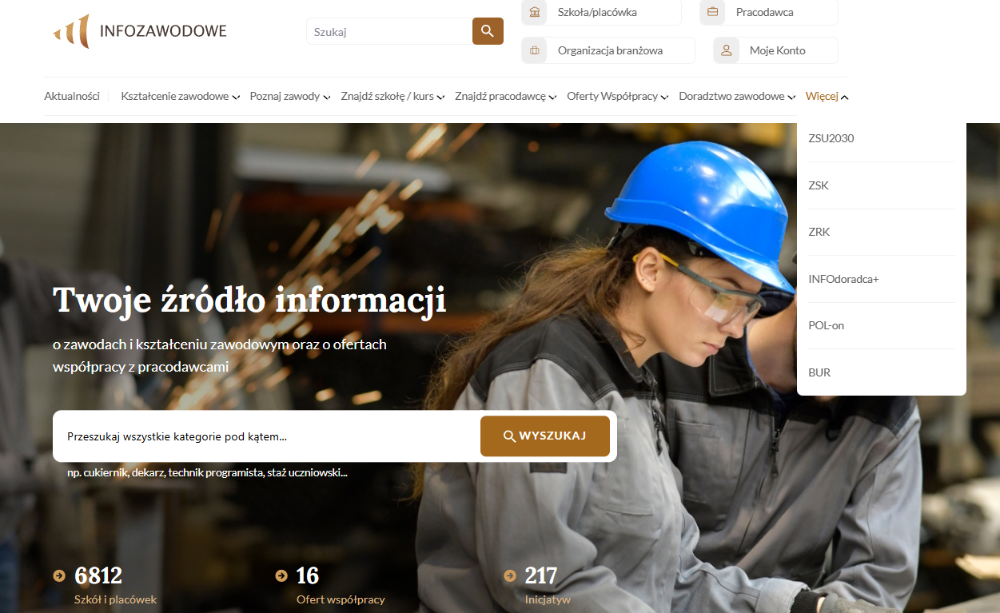 INFOZAWODOWE
Szukaj
Szkoła/placówka
Pracodawca
Organizacja branżowa
Moje Konto
Aktualności
Kształcenie zawodowe
Poznaj zawody
Znajdź szkołę / kurs
Znajdź pracodawcę
Oferty Współpracy
Doradztwo zawodowe
Więcej
ZSU2030
ZSK
ZRK
INFOdoradca+
POL-on
BUR
Twoje źródło informacji
o zawodach i kształceniu zawodowym oraz o ofertach
współpracy z pracodawcami
Przeszukaj wszystkie kategorie pod kątem...
WYSZUKAJ
np. cukiernik, dekarz, technik programista, staż uczniowski...
6812
Szkół i placówek
16
Ofert współpracy
217
Inicjatyw